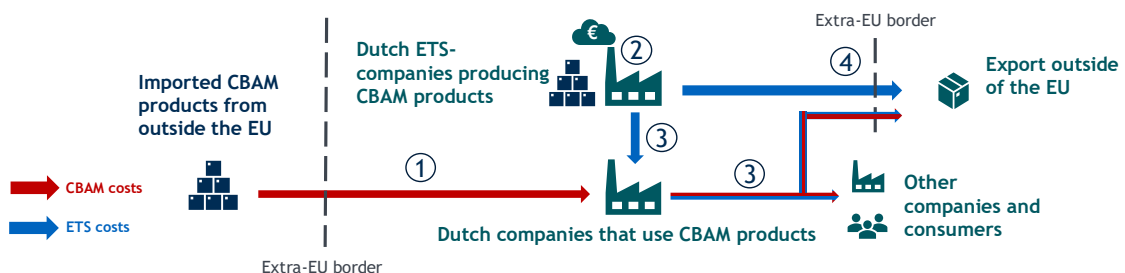 Extra-EU border
Dutch ETS-
companies producing
CBAM products
€
②
④
Export outside
of the EU
Imported CBAM
products from
outside the EU
③
①
③
CBAM costs
ETS costs
Other
companies and
consumers
Dutch companies that use CBAM products
Extra-EU border